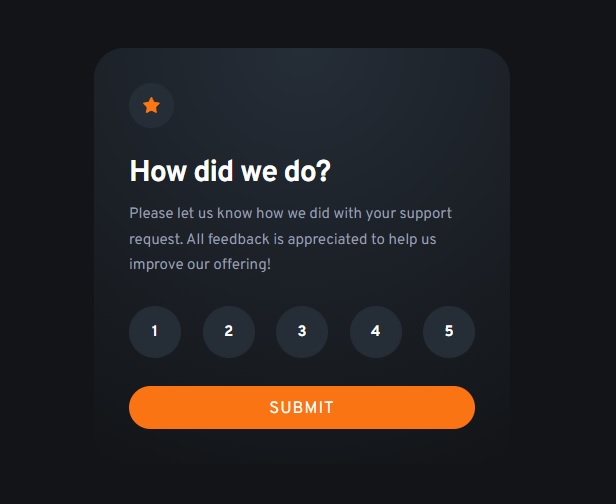 How did we do?
Please let us know how we did with your support
request. All feedback is appreciated to help us
improve our offering!
1 2 3 4 5
SUBMIT